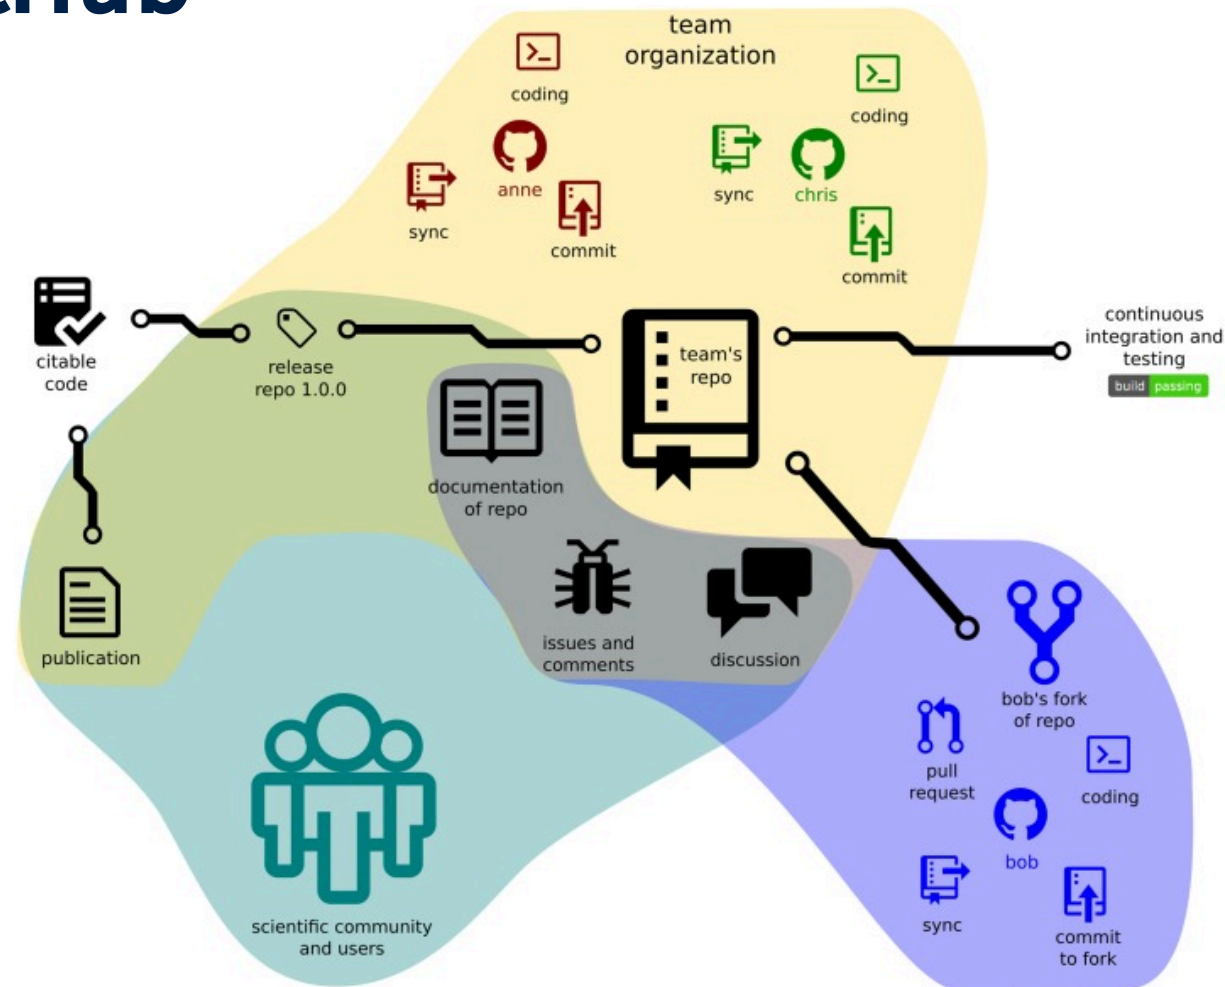 team
organization
coding
coding
anne
sync
commit
sync
chris
commit
citable
code
release
repo 1.0.0
team's
repo
continuous
integration and
testing
build passing
documentation
of repo
publication
issues and
comments
discussion
bob's fork
of repo
pull
request
coding
bob
sync
commit
to fork
scientific community
and users